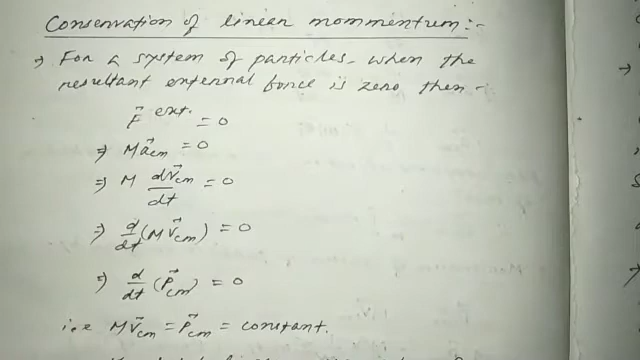 Conservation of linear mommentum:-
→ For a system of particles, when the
resultant external force is zero then -
F⃗ ext. = 0
⇒ Ma⃗cm = 0
⇒ M dv⃗cm/dt = 0
⇒ d/dt (Mv⃗cm) = 0
⇒ d/dt (P⃗cm) = 0
i.e Mv⃗cm = P⃗cm = constant.